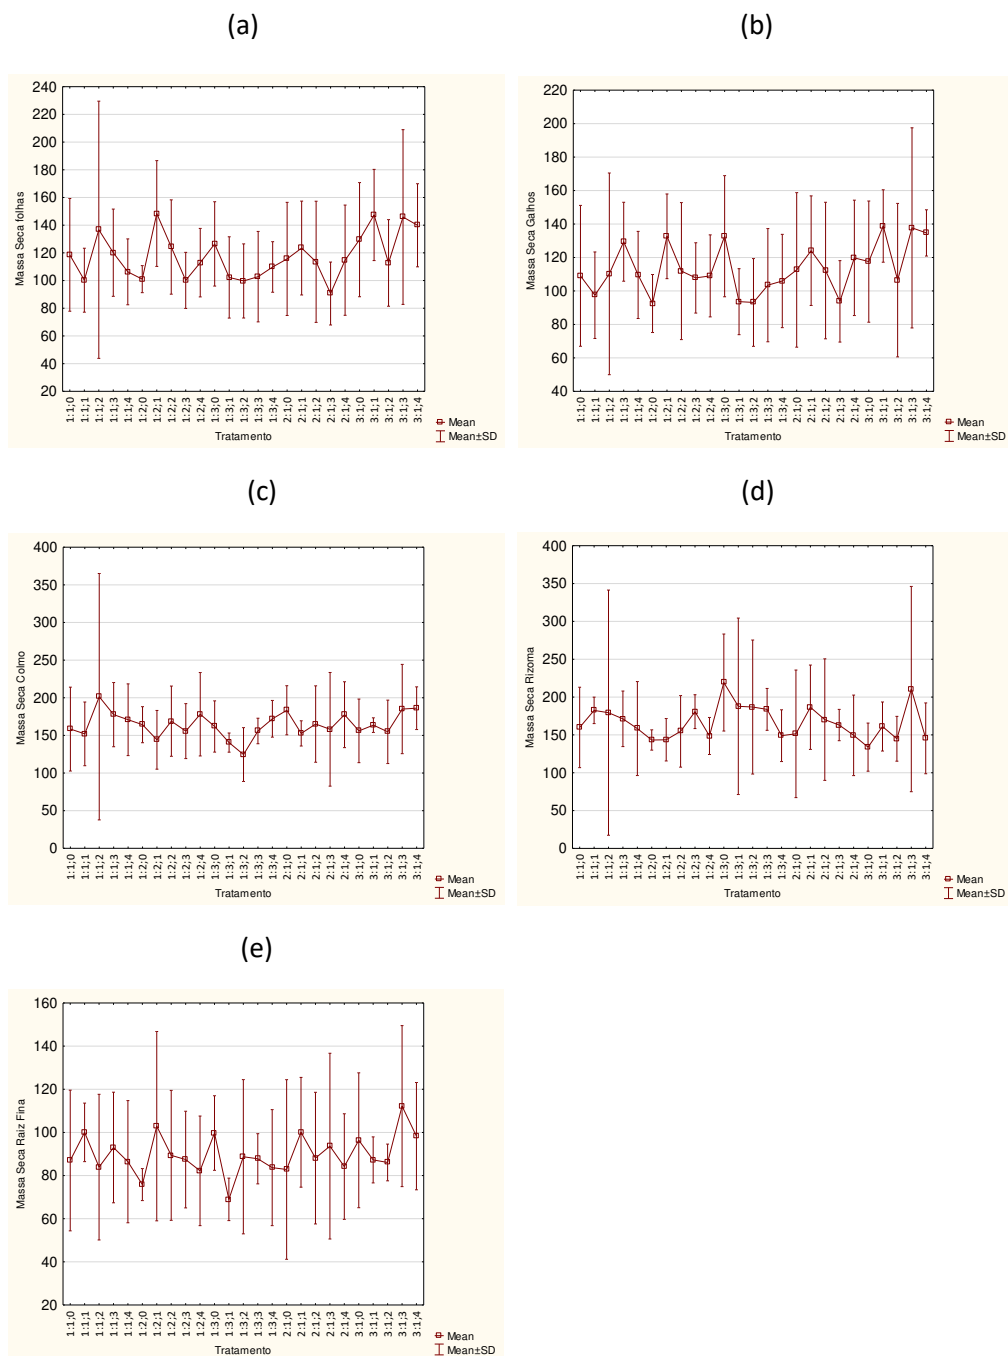 (a)
(b)
240
220
200
180
160
140
120
100
80
60
40
20
Massa Seca folhas
1:1;0 1:1;1 1:1;2 1:1;3 1:1;4 1:2;0 1:2;1 1:2;2 1:2;3 1:2;4 1:3;0 1:3;1 1:3;2 1:3;3 1:3;4 2:1;0 2:1;1 2:1;2 2:1;3 2:1;4 3:1;0 3:1;1 3:1;2 3:1;3 3:1;4
Tratamento
Mean
Mean±SD
220
200
180
160
140
120
100
80
60
40
Massa Seca Galhos
1:1;0 1:1;1 1:1;2 1:1;3 1:1;4 1:2;0 1:2;1 1:2;2 1:2;3 1:2;4 1:3;0 1:3;1 1:3;2 1:3;3 1:3;4 2:1;0 2:1;1 2:1;2 2:1;3 2:1;4 3:1;0 3:1;1 3:1;2 3:1;3 3:1;4
Tratamento
Mean
Mean±SD
(c)
(d)
400
350
300
250
200
150
100
50
0
Massa Seca Colmo
1:1;0 1:1;1 1:1;2 1:1;3 1:1;4 1:2;0 1:2;1 1:2;2 1:2;3 1:2;4 1:3;0 1:3;1 1:3;2 1:3;3 1:3;4 2:1;0 2:1;1 2:1;2 2:1;3 2:1;4 3:1;0 3:1;1 3:1;2 3:1;3 3:1;4
Tratamento
Mean
Mean±SD
400
350
300
250
200
150
100
50
0
Massa Seca Rizoma
1:1;0 1:1;1 1:1;2 1:1;3 1:1;4 1:2;0 1:2;1 1:2;2 1:2;3 1:2;4 1:3;0 1:3;1 1:3;2 1:3;3 1:3;4 2:1;0 2:1;1 2:1;2 2:1;3 2:1;4 3:1;0 3:1;1 3:1;2 3:1;3 3:1;4
Tratamento
Mean
Mean±SD
(e)
160
140
120
100
80
60
40
20
Massa Seca Raiz Fina
1:1;0 1:1;1 1:1;2 1:1;3 1:1;4 1:2;0 1:2;1 1:2;2 1:2;3 1:2;4 1:3;0 1:3;1 1:3;2 1:3;3 1:3;4 2:1;0 2:1;1 2:1;2 2:1;3 2:1;4 3:1;0 3:1;1 3:1;2 3:1;3 3:1;4
Tratamento
Mean
Mean±SD